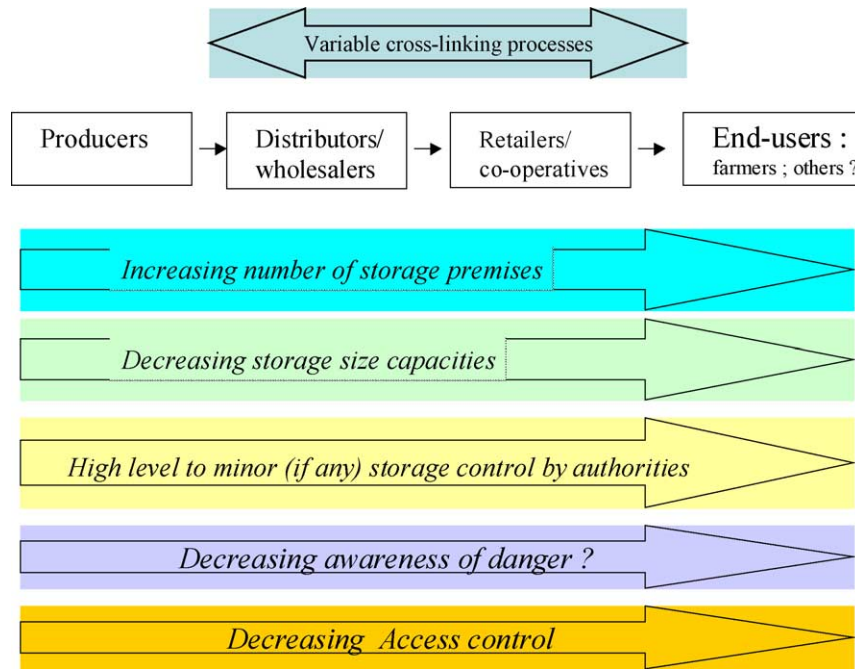 Variable cross-linking processes
Producers
Distributors/
wholesalers
Retailers/
co-operatives
End-users :
farmers ; others ?
Increasing number of storage premises
Decreasing storage size capacities
High level to minor (if any) storage control by authorities
Decreasing awareness of danger ?
Decreasing Access control